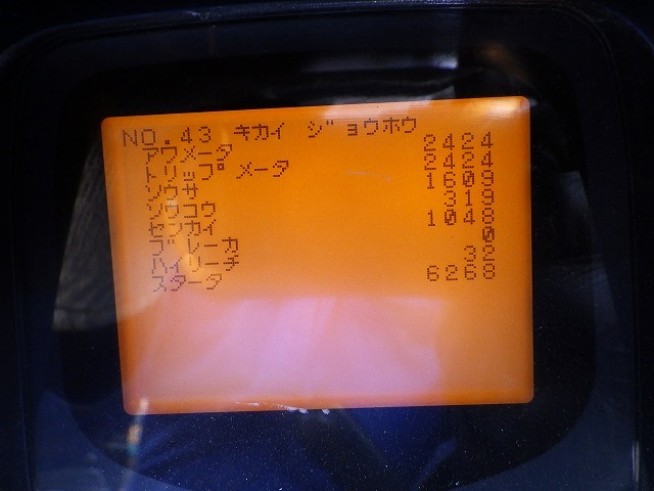 NO.43 キカイ ジョウホウ
アワメータ 2424
トリップ メータ 2424
ソウサ 1609
ソウコウ 319
センカイ 1048
ブレーカ 0
ハイリーチ 32
スタータ 6268